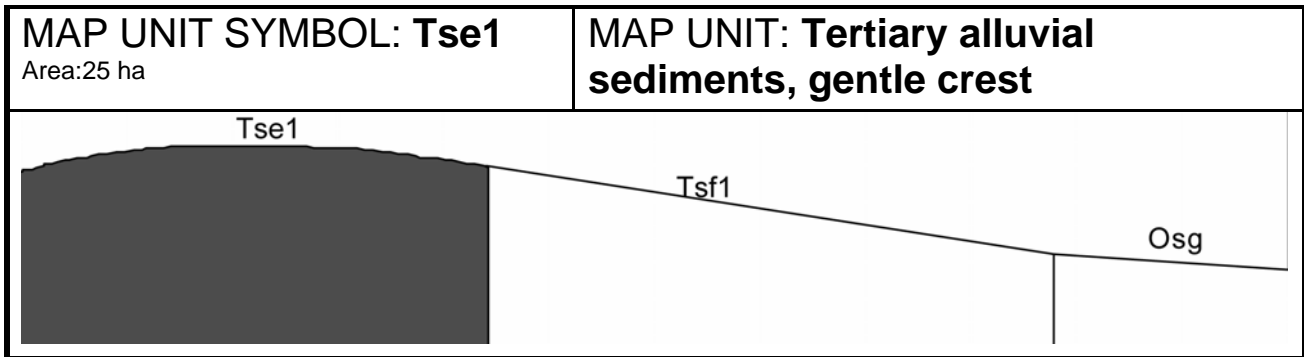 MAP UNIT SYMBOL: Tse1
Area:25 ha
MAP UNIT: Tertiary alluvial
sediments, gentle crest
Tse1
Tsf1
Osg